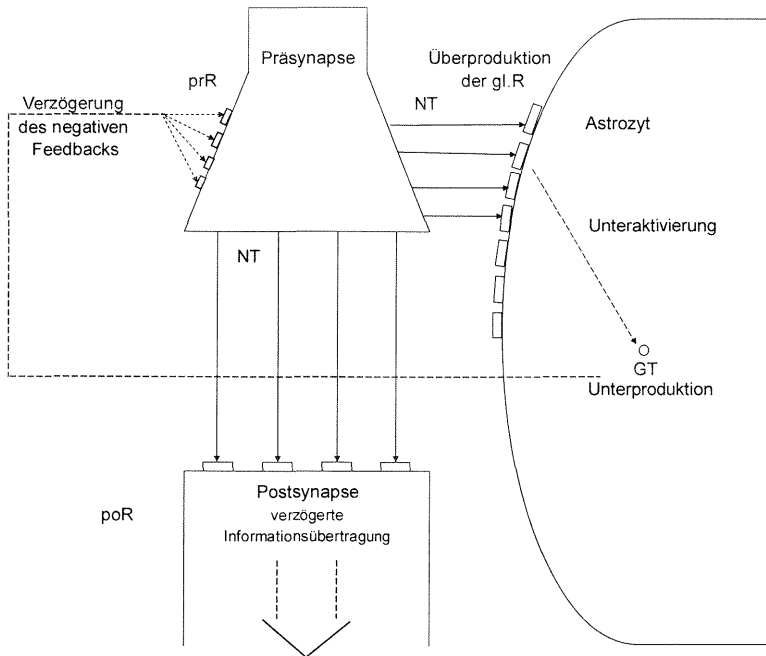 Präsynapse
Überproduktion
der gl.R
prR
NT
Verzögerung
des negativen
Feedbacks
Astrozyt
Unteraktivierung
NT
GT
Unterproduktion
Postsynapse
verzögerte
Informationsübertragung
poR